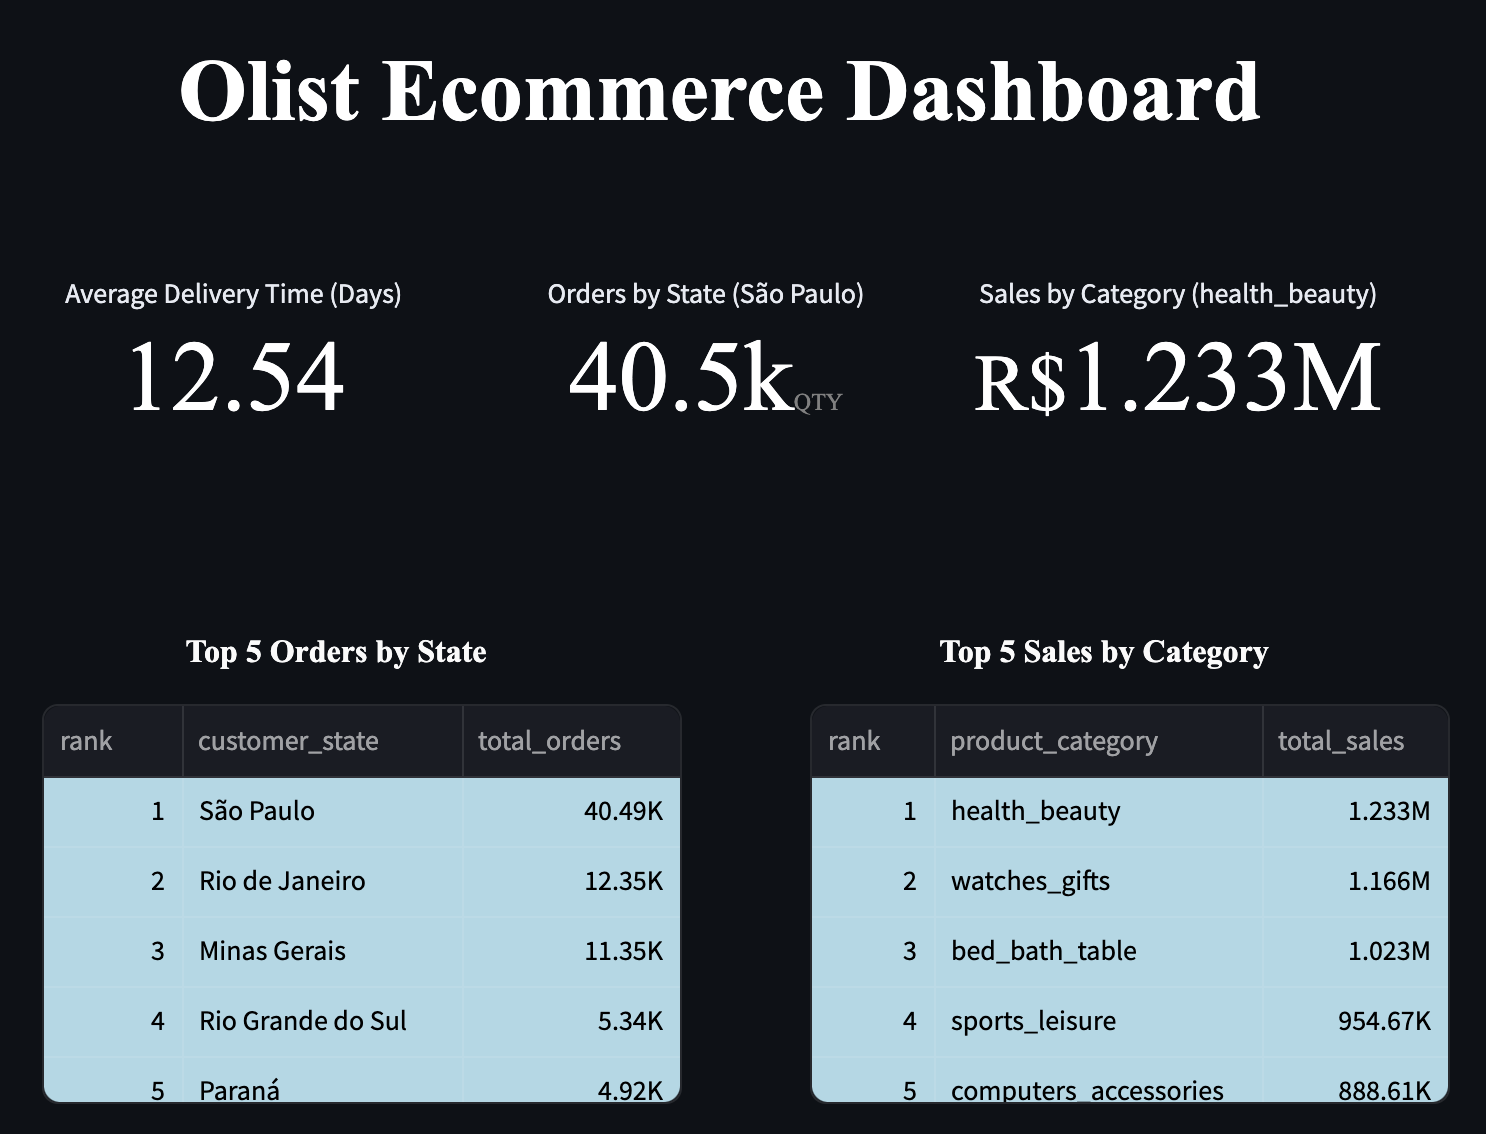 Olist Ecommerce Dashboard
Average Delivery Time (Days)
12.54
Orders by State (São Paulo)
40.5kQTY
Sales by Category (health_beauty)
R$1.233M
Top 5 Orders by State
rank customer_state total_orders
1 São Paulo 40.49K
2 Rio de Janeiro 12.35K
3 Minas Gerais 11.35K
4 Rio Grande do Sul 5.34K
5 Paraná 4.92K
Top 5 Sales by Category
rank product_category total_sales
1 health_beauty 1.233M
2 watches_gifts 1.166M
3 bed_bath_table 1.023M
4 sports_leisure 954.67K
5 computers_accessories 888.61K